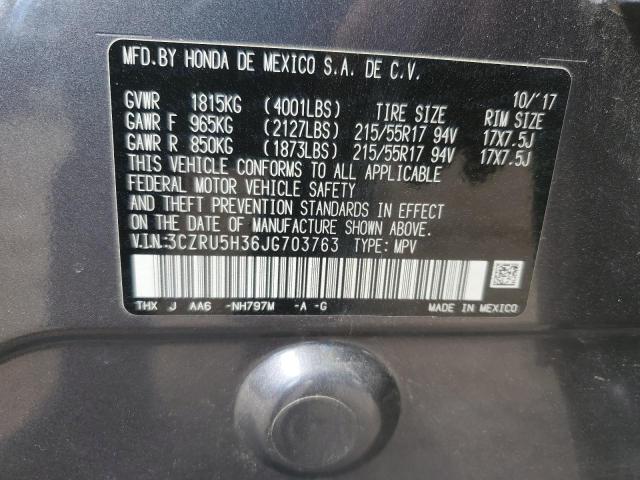 MFD.BY HONDA DE MEXICO S.A. DE C.V.
10/'17
GVWR 1815KG (4001LBS) TIRE SIZE RIM SIZE
GAWR F 965KG (2127LBS) 215/55R17 94V 17X7.5J
GAWR R 850KG (1873LBS) 215/55R17 94V 17X7.5J
THIS VEHICLE CONFORMS TO ALL APPLICABLE
FEDERAL MOTOR VEHICLE SAFETY
AND THEFT PREVENTION STANDARDS IN EFFECT
ON THE DATE OF MANUFACTURE SHOWN ABOVE.
V.I.N.:3CZRU5H36JG703763 TYPE: MPV
THX J AA6 -NH797M -A -G MADE IN MEXICO